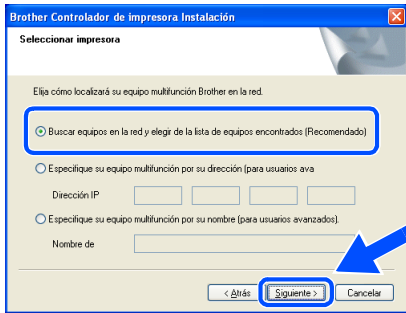 Brother Controlador de impresora Instalación
Seleccionar impresora
Elija cómo localizará su equipo multifunción Brother en la red.
Buscar equipos en la red y elegir de la lista de equipos encontrados (Recomendado)
Especifique su equipo multifunción por su dirección (para usuarios ava
Dirección IP
Especifique su equipo multifunción por su nombre (para usuarios avanzados).
Nombre de
< Atrás Siguiente > Cancelar